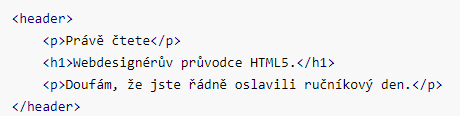 <header>
<p>Právě čtete</p>
<h1>Webdesignérův průvodce HTML5.</h1>
<p>Doufám, že jste řádně oslavili ručníkový den.</p>
</header>